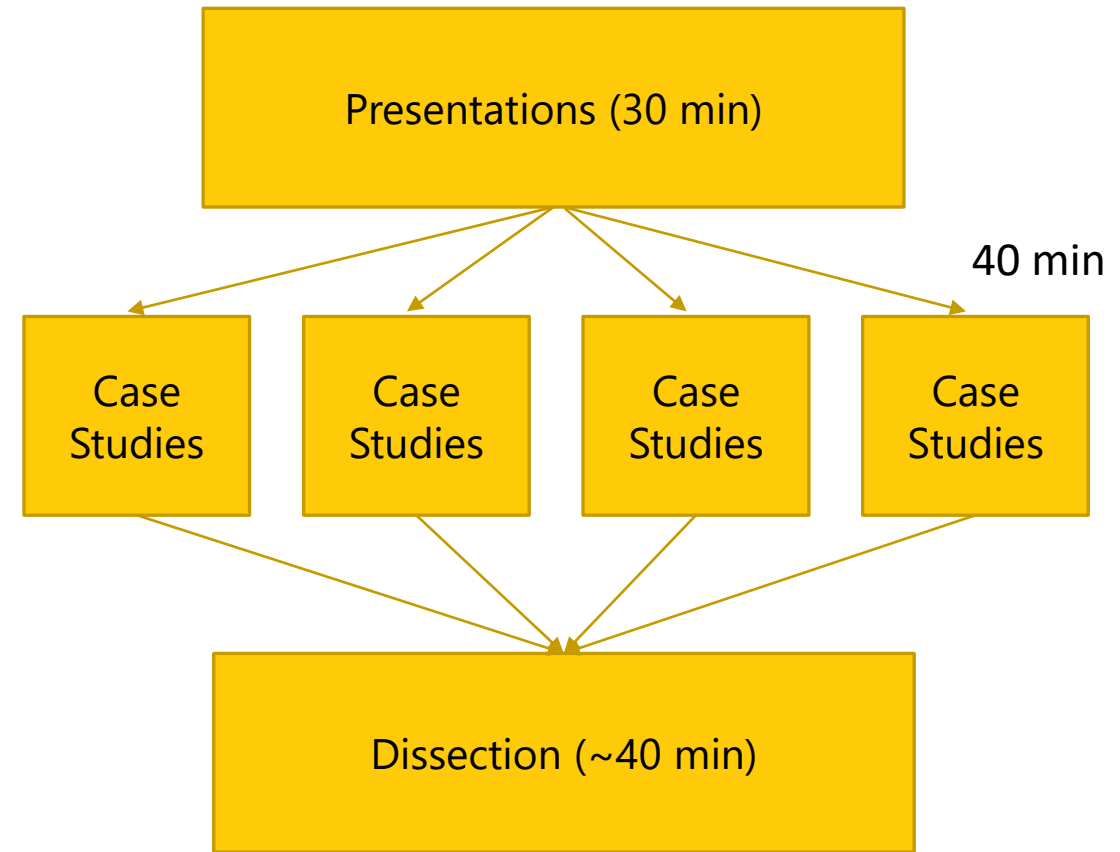 Presentations (30 min)
40 min
Case
Studies
Case
Studies
Case
Studies
Case
Studies
Dissection (~40 min)